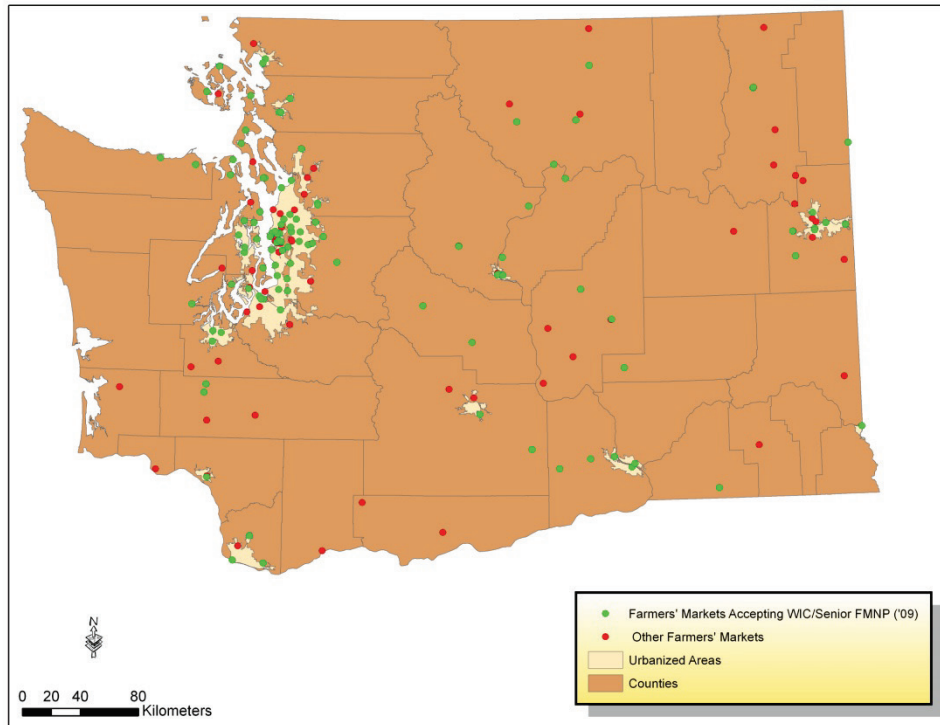 Farmers' Markets Accepting WIC/Senior FMNP ('09)
Other Farmers' Markets
Urbanized Areas
Counties
N
0 20 40 80
Kilometers